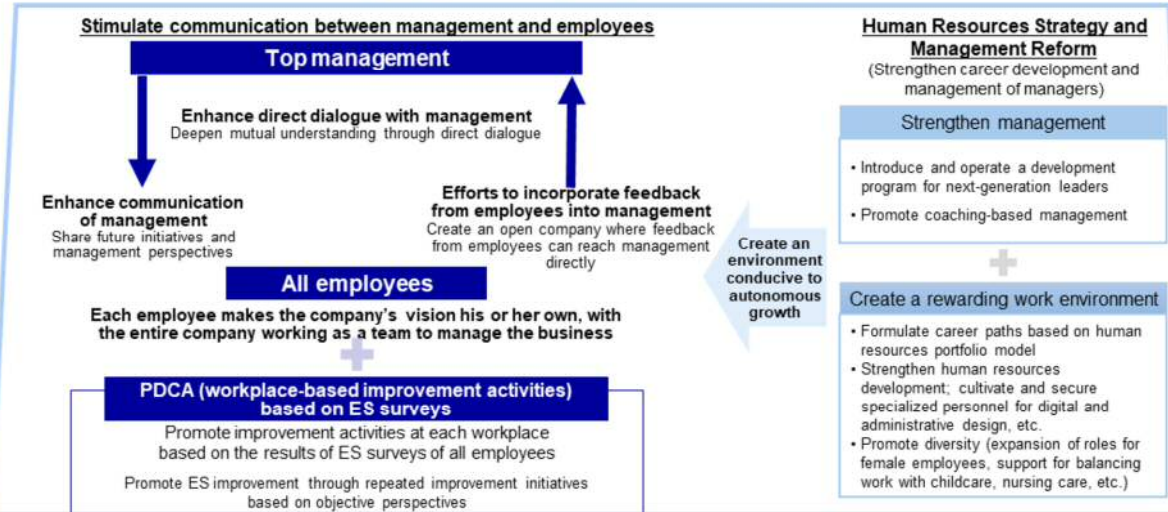 Stimulate communication between management and employees
Top management
Enhance direct dialogue with management
Deepen mutual understanding through direct dialogue
Enhance communication
of management
Share future initiatives and
management perspectives
Efforts to incorporate feedback
from employees into management
Create an open company where feedback
from employees can reach management
directly
All employees
Each employee makes the company's vision his or her own, with
the entire company working as a team to manage the business
PDCA (workplace-based improvement activities)
based on ES surveys
Promote improvement activities at each workplace
based on the results of ES surveys of all employees
Promote ES improvement through repeated improvement initiatives
based on objective perspectives
Create an
environment
conducive to
autonomous
growth
Human Resources Strategy and
Management Reform
(Strengthen career development and
management of managers)
Strengthen management
• Introduce and operate a development
program for next-generation leaders
• Promote coaching-based management
Create a rewarding work environment
• Formulate career paths based on human
resources portfolio model
• Strengthen human resources
development; cultivate and secure
specialized personnel for digital and
administrative design, etc.
• Promote diversity (expansion of roles for
female employees, support for balancing
work with childcare, nursing care, etc.)